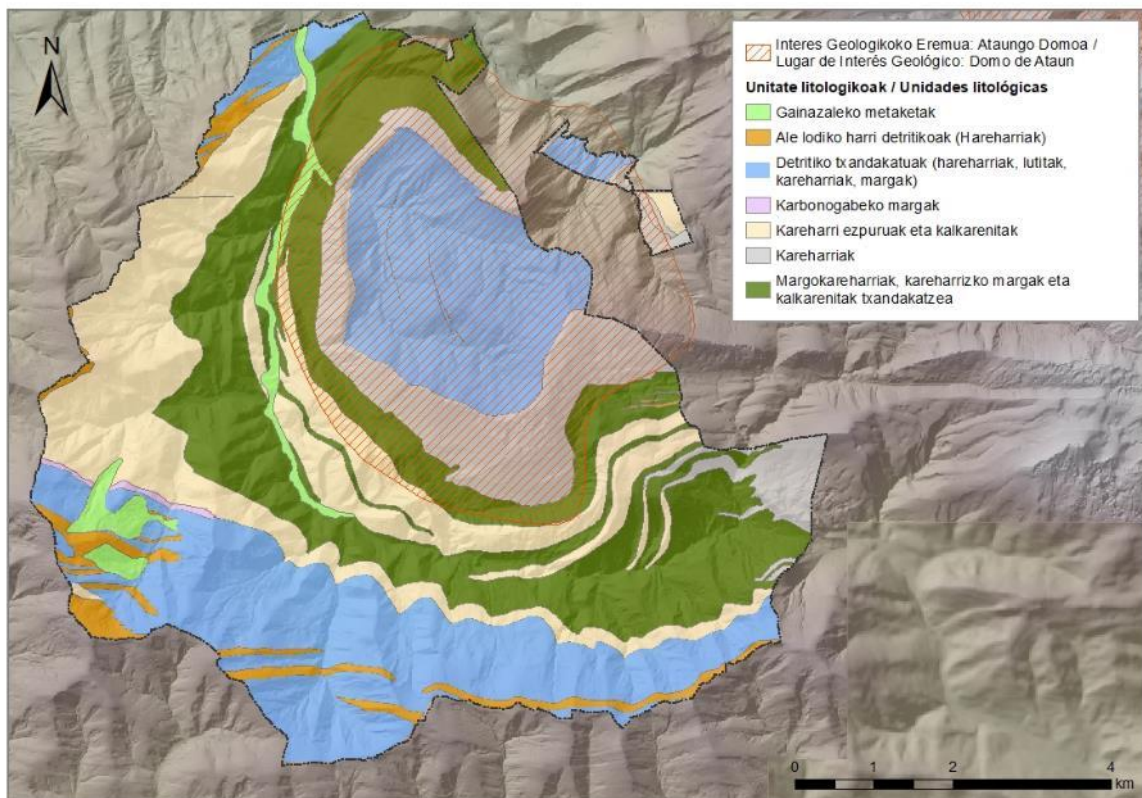 N
Interes Geologikoko Eremua: Ataungo Domoa /
Lugar de Interés Geológico: Domo de Ataun
Unitate litologikoak / Unidades litológicas
Gainazaleko metaketak
Ale lodiko harri detritikoak (Hareharriak)
Detritiko txandakatuak (hareharriak, lutitak,
kareharriak, margak)
Karbonogabeko margak
Kareharri ezpuruak eta kalkarenitak
Kareharriak
Margokareharriak, kareharrizko margak eta
kalkarenitak txandakatzea
0 1 2 4
km